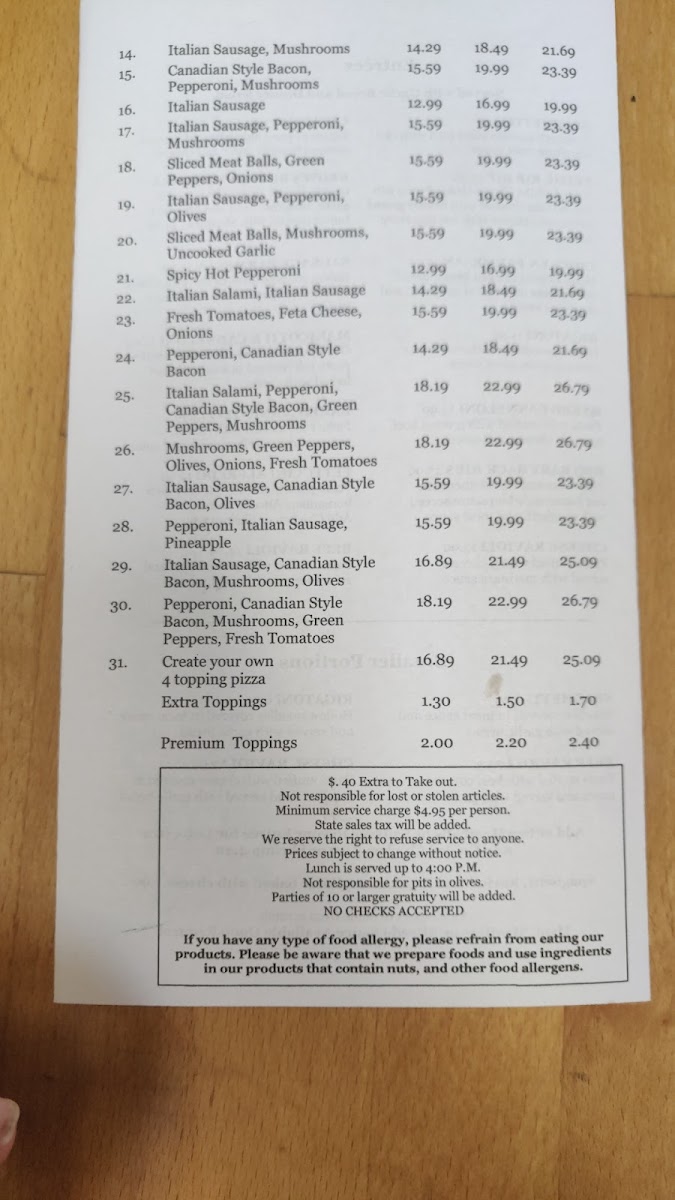 14. Italian Sausage, Mushrooms 14.29 18.49 21.69
15. Canadian Style Bacon, 15.59 19.99 23.39
Pepperoni, Mushrooms
16. Italian Sausage 12.99 16.99 19.99
17. Italian Sausage, Pepperoni, 15.59 19.99 23.39
Mushrooms
18. Sliced Meat Balls, Green 15.59 19.99 23.39
Peppers, Onions
19. Italian Sausage, Pepperoni, 15.59 19.99 23.39
Olives
20. Sliced Meat Balls, Mushrooms, 15.59 19.99 23.39
Uncooked Garlic
21. Spicy Hot Pepperoni 12.99 16.99 19.99
22. Italian Salami, Italian Sausage 14.29 18.49 21.69
23. Fresh Tomatoes, Feta Cheese, 15.59 19.99 23.39
Onions
24. Pepperoni, Canadian Style 14.29 18.49 21.69
Bacon
25. Italian Salami, Pepperoni, 18.19 22.99 26.79
Canadian Style Bacon, Green
Peppers, Mushrooms
26. Mushrooms, Green Peppers, 18.19 22.99 26.79
Olives, Onions, Fresh Tomatoes
27. Italian Sausage, Canadian Style 15.59 19.99 23.39
Bacon, Olives
28. Pepperoni, Italian Sausage, 15.59 19.99 23.39
Pineapple
29. Italian Sausage, Canadian Style 16.89 21.49 25.09
Bacon, Mushrooms, Olives
30. Pepperoni, Canadian Style 18.19 22.99 26.79
Bacon, Mushrooms, Green
Peppers, Fresh Tomatoes
31. Create your own 16.89 21.49 25.09
4 topping pizza
Extra Toppings 1.30 1.50 1.70
Premium Toppings 2.00 2.20 2.40
$. 40 Extra to Take out.
Not responsible for lost or stolen articles.
Minimum service charge $4.95 per person.
State sales tax will be added.
We reserve the right to refuse service to anyone.
Prices subject to change without notice.
Lunch is served up to 4:00 P.M.
Not responsible for pits in olives.
Parties of 10 or larger gratuity will be added.
NO CHECKS ACCEPTED
If you have any type of food allergy, please refrain from eating our
products. Please be aware that we prepare foods and use ingredients
in our products that contain nuts, and other food allergens.